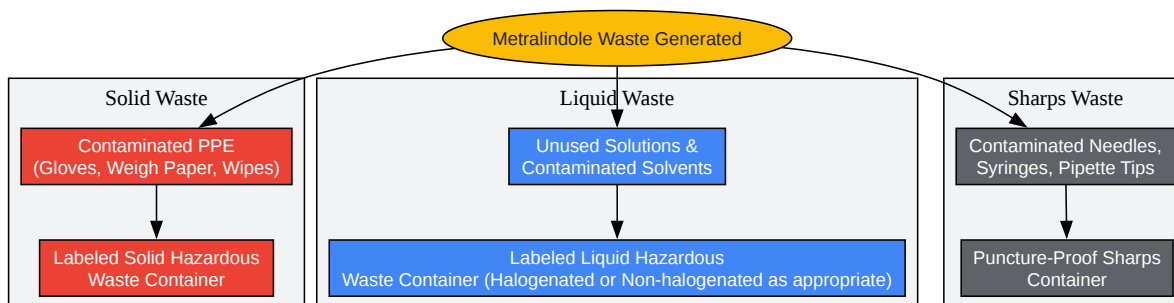 Metralindole Waste Generated
Solid Waste
Contaminated PPE
(Gloves, Weigh Paper, Wipes)
Labeled Solid Hazardous
Waste Container
Liquid Waste
Unused Solutions &
Contaminated Solvents
Labeled Liquid Hazardous
Waste Container (Halogenated or Non-halogenated as appropriate)
Sharps Waste
Contaminated Needles,
Syringes, Pipette Tips
Puncture-Proof Sharps
Container